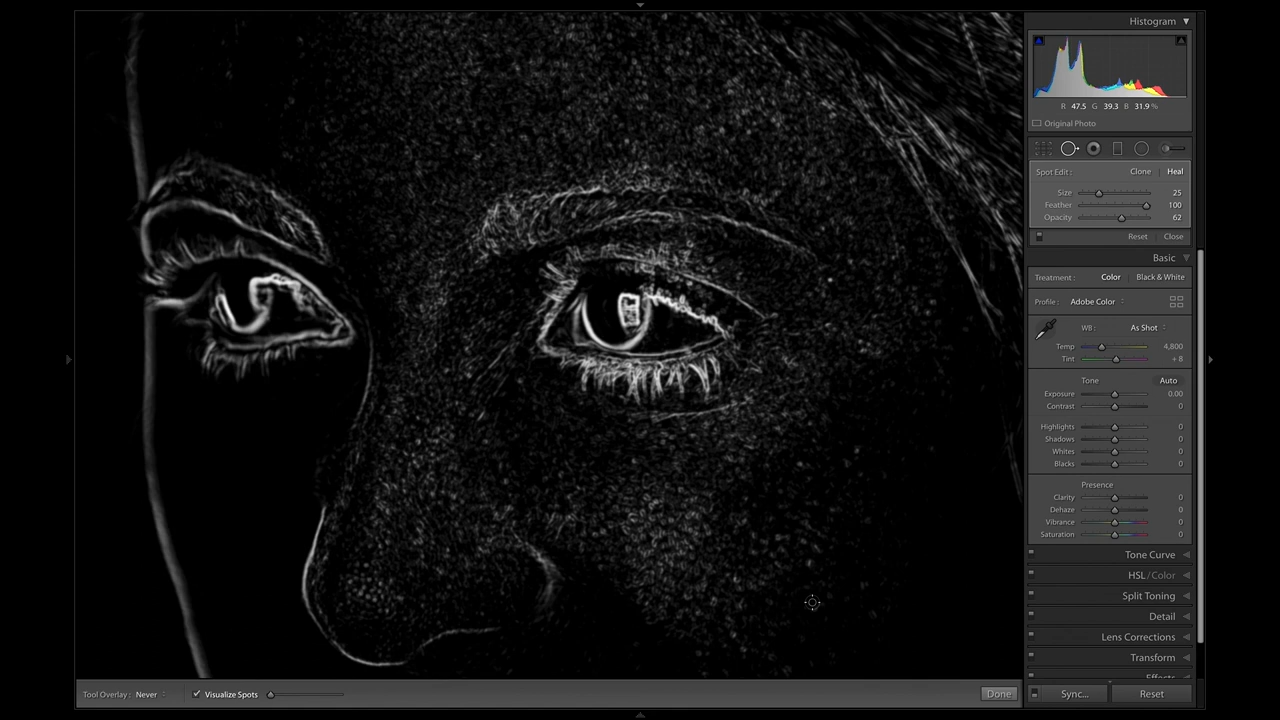 Histogram
R 47.5 G 39.3 B 31.9 %
Original Photo
Spot Edit : Clone Heal
Size 25
Feather 100
Opacity 62
Reset Close
Basic
Treatment : Color Black & White
Profile : Adobe Color
WB : As Shot
Temp 4,800
Tint + 8
Tone Auto
Exposure 0.00
Contrast 0
Highlights 0
Shadows 0
Whites 0
Blacks 0
Presence
Clarity 0
Dehaze 0
Vibrance 0
Saturation 0
Tone Curve
HSL / Color
Split Toning
Detail
Lens Corrections
Transform
Effects
Tool Overlay : Never Visualize Spots Done
Sync... Reset